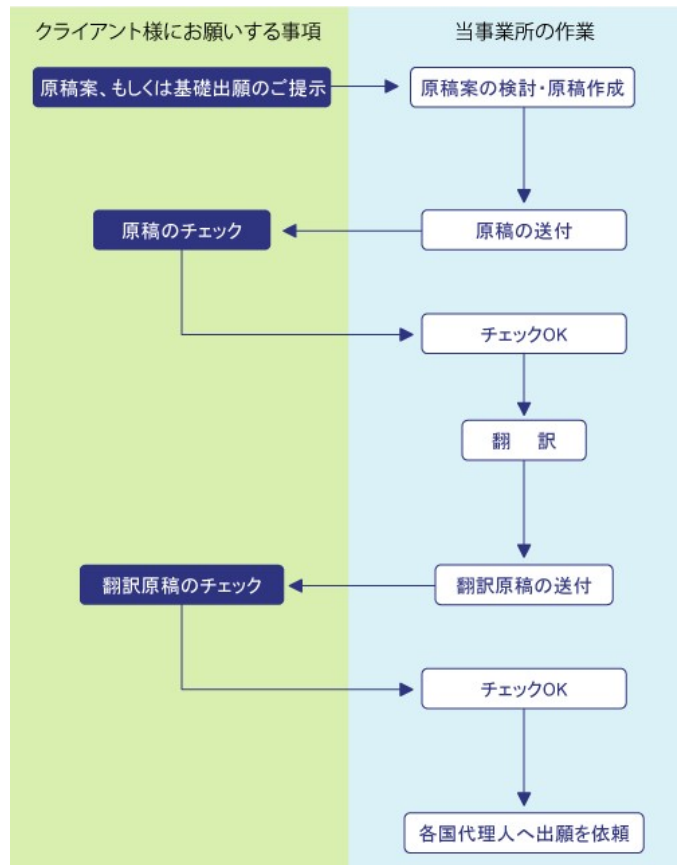 クライアント様にお願いする事項
当事業所の作業
原稿案、もしくは基礎出願のご提示
原稿案の検討・原稿作成
原稿のチェック
原稿の送付
チェックOK
翻 訳
翻訳原稿のチェック
翻訳原稿の送付
チェックOK
各国代理人へ出願を依頼